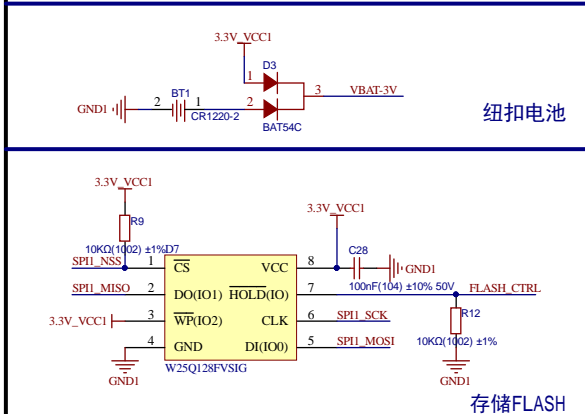 3.3V_VCC1
D3
1
3
VBAT-3V
BT1
GND1
2
1
2
CR1220-2
BAT54C
纽扣电池
3.3V_VCC1
3.3V_VCC1
R9
10KΩ(1002) ±1%D7
C28
SPI1_NSS
1
CS
VCC
8
GND1
100nF(104) ±10% 50V
SPI1_MISO
2
DO(IO1)
HOLD(IO)
7
FLASH_CTRL
3.3V_VCC1
3
WP(IO2)
CLK
6
SPI1_SCK
R12
4
GND
DI(IO0)
5
SPI1_MOSI
10KΩ(1002) ±1%
W25Q128FVSIG
GND1
GND1
存储FLASH